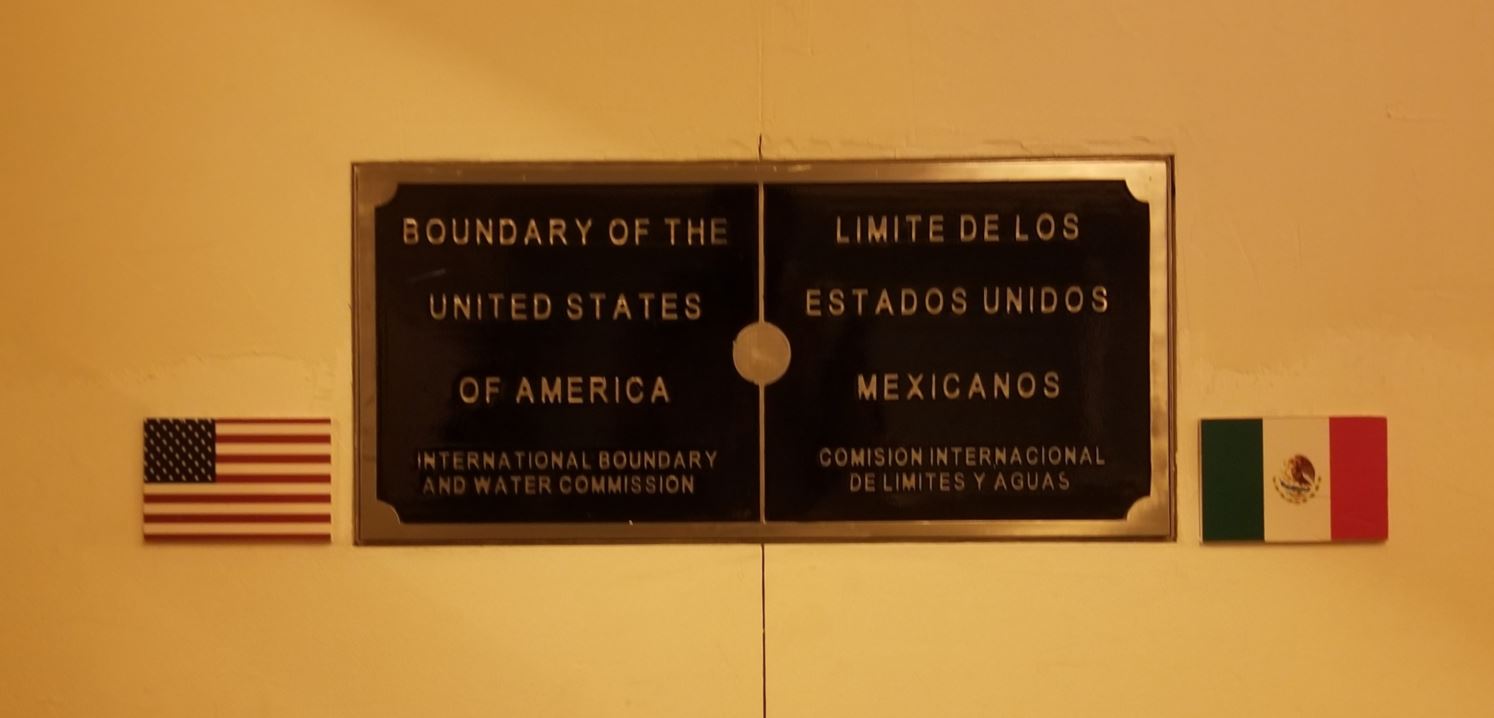 BOUNDARY OF THE
UNITED STATES
OF AMERICA
INTERNATIONAL BOUNDARY
AND WATER COMMISSION
LIMITE DE LOS
ESTADOS UNIDOS
MEXICANOS
COMISION INTERNACIONAL
DE LIMITES Y AGUAS